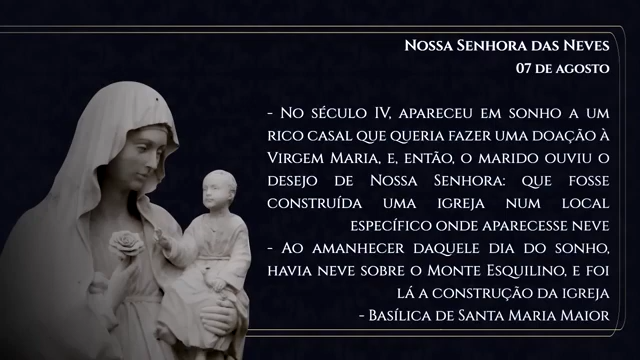 Nossa Senhora das Neves
07 de agosto
- No século IV, apareceu em sonho a um
rico casal que queria fazer uma doação à
Virgem Maria, e, então, o marido ouviu o
desejo de Nossa Senhora: que fosse
construída uma igreja num local
específico onde aparecesse neve
- Ao amanhecer daquele dia do sonho,
havia neve sobre o Monte Esquilino, e foi
lá a construção da igreja
- Basílica de Santa Maria Maior